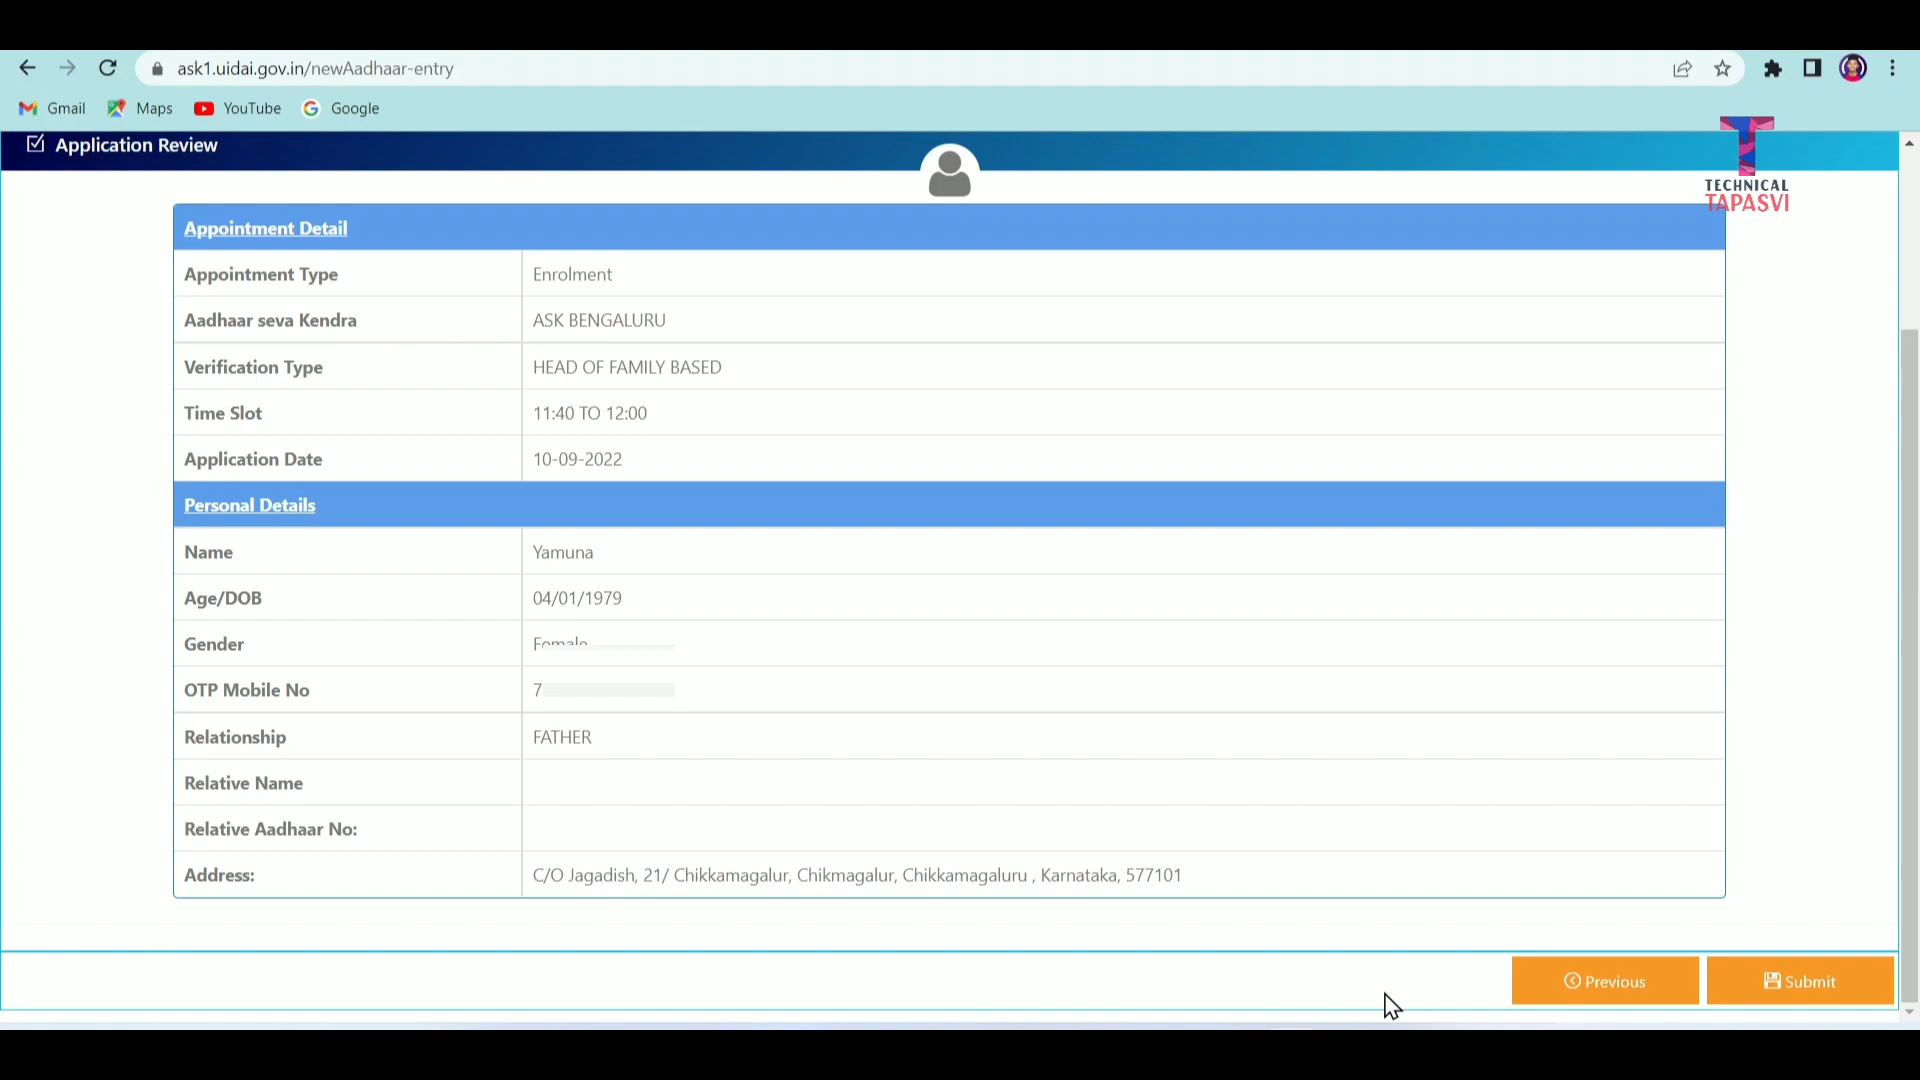 ask1.uidai.gov.in/newAadhaar-entry
Gmail Maps YouTube Google
Application Review
TECHNICAL
TAPASVI
Appointment Detail
Appointment Type Enrolment
Aadhaar seva Kendra ASK BENGALURU
Verification Type HEAD OF FAMILY BASED
Time Slot 11:40 TO 12:00
Application Date 10-09-2022
Personal Details
Name Yamuna
Age/DOB 04/01/1979
Gender Female
OTP Mobile No 7
Relationship FATHER
Relative Name
Relative Aadhaar No:
Address: C/O Jagadish, 21/ Chikkamagalur, Chikmagalur, Chikkamagaluru , Karnataka, 577101
Previous Submit